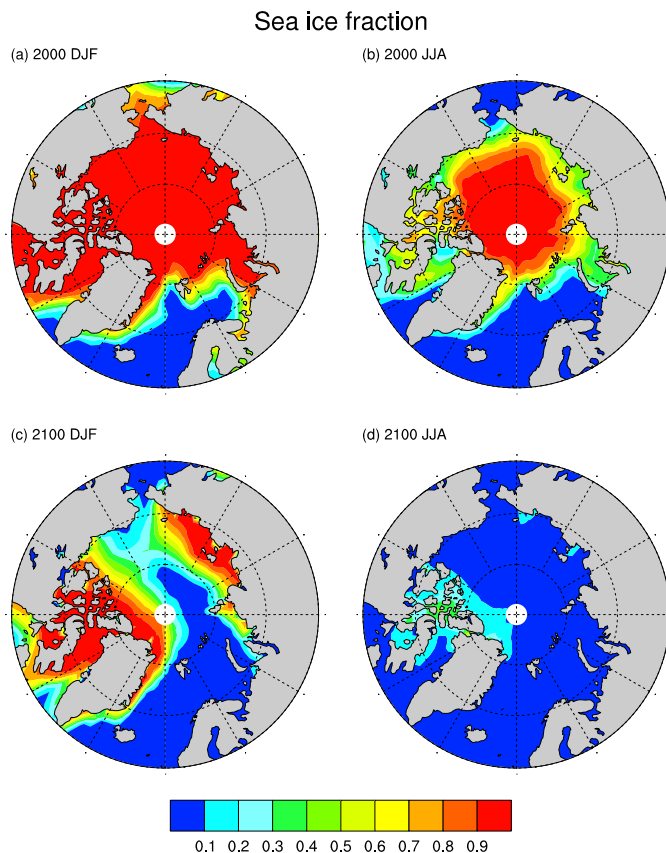 Sea ice fraction
(a) 2000 DJF
(b) 2000 JJA
(c) 2100 DJF
(d) 2100 JJA
0.1 0.2 0.3 0.4 0.5 0.6 0.7 0.8 0.9